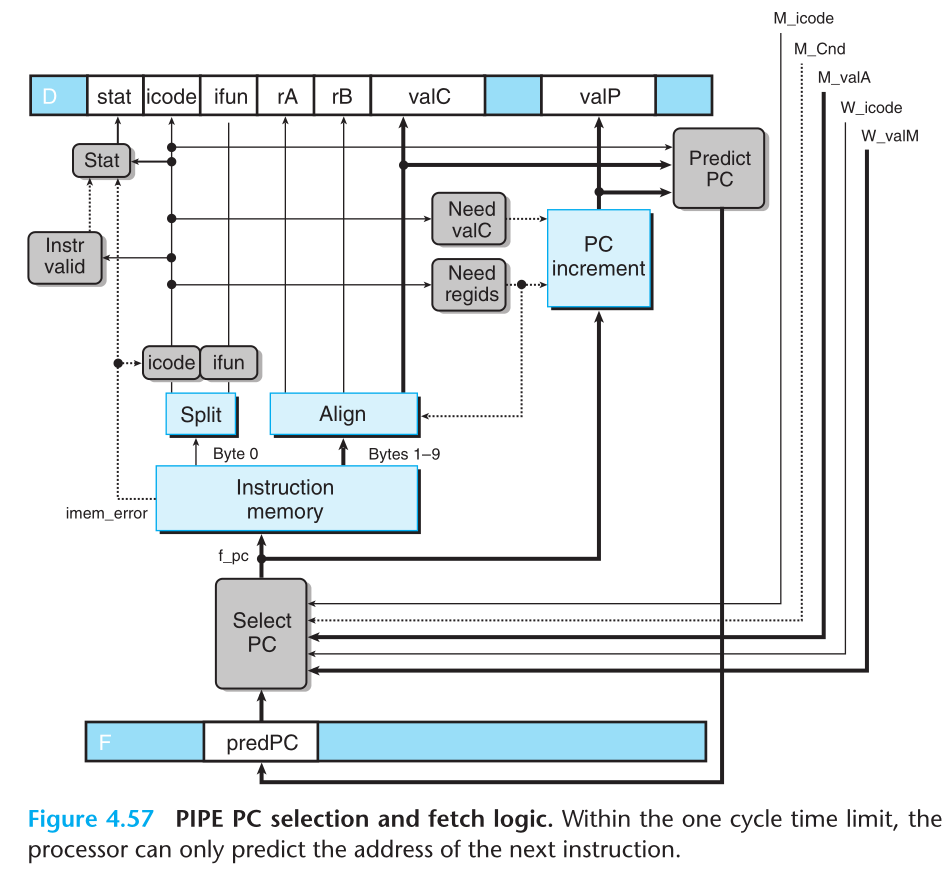 M_icode
M_Cnd
M_valA
W_icode
W_valM
D stat icode ifun rA rB valC valP
Stat
Predict
PC
Need
valC
Instr
valid
PC
increment
Need
regids
icode ifun
Split
Align
Byte 0
Bytes 1–9
Instruction
memory
imem_error
f_pc
Select
PC
F predPC
Figure 4.57 PIPE PC selection and fetch logic. Within the one cycle time limit, the
processor can only predict the address of the next instruction.